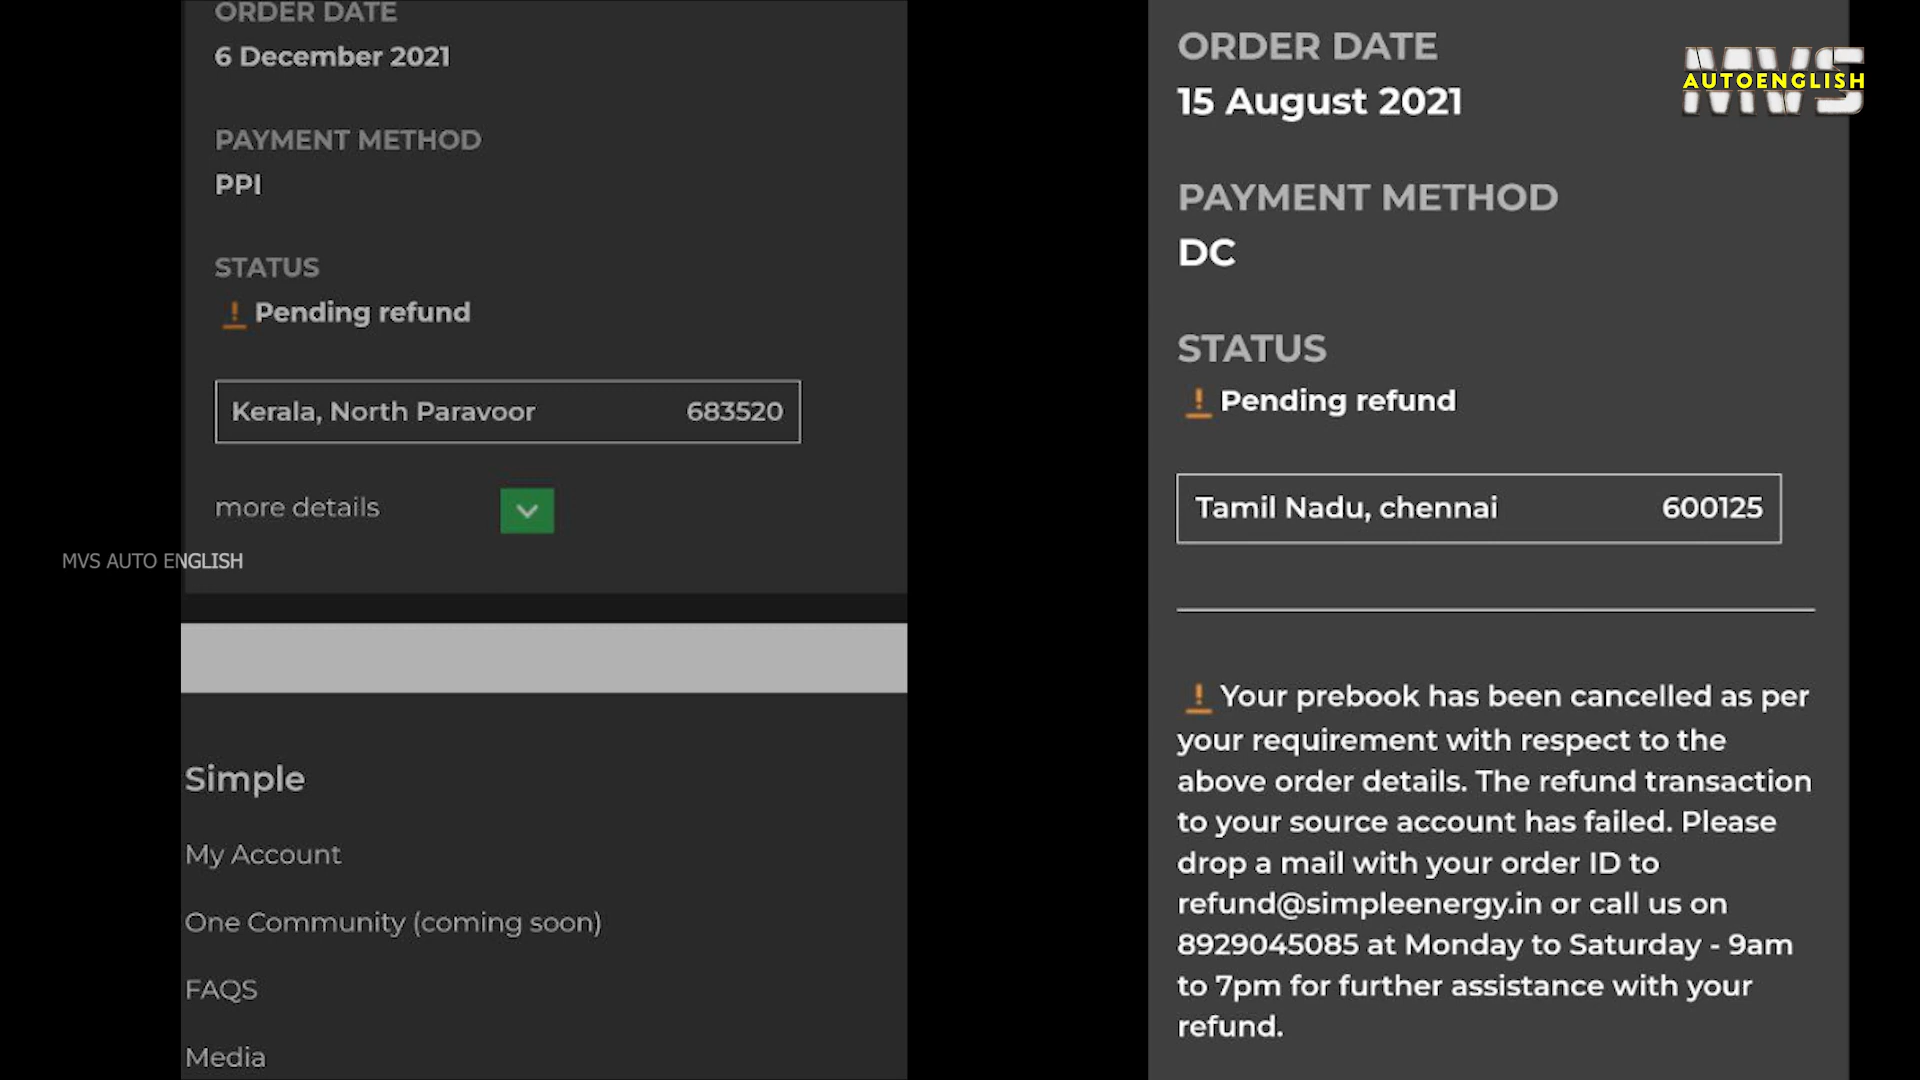 ORDER DATE
6 December 2021
PAYMENT METHOD
PPI
STATUS
! Pending refund
Kerala, North Paravoor 683520
more details
MVS AUTO ENGLISH
Simple
My Account
One Community (coming soon)
FAQS
Media
ORDER DATE
15 August 2021
PAYMENT METHOD
DC
STATUS
! Pending refund
Tamil Nadu, chennai 600125
! Your prebook has been cancelled as per
your requirement with respect to the
above order details. The refund transaction
to your source account has failed. Please
drop a mail with your order ID to
refund@simpleenergy.in or call us on
8929045085 at Monday to Saturday - 9am
to 7pm for further assistance with your
refund.
MVS
AUTOENGLISH